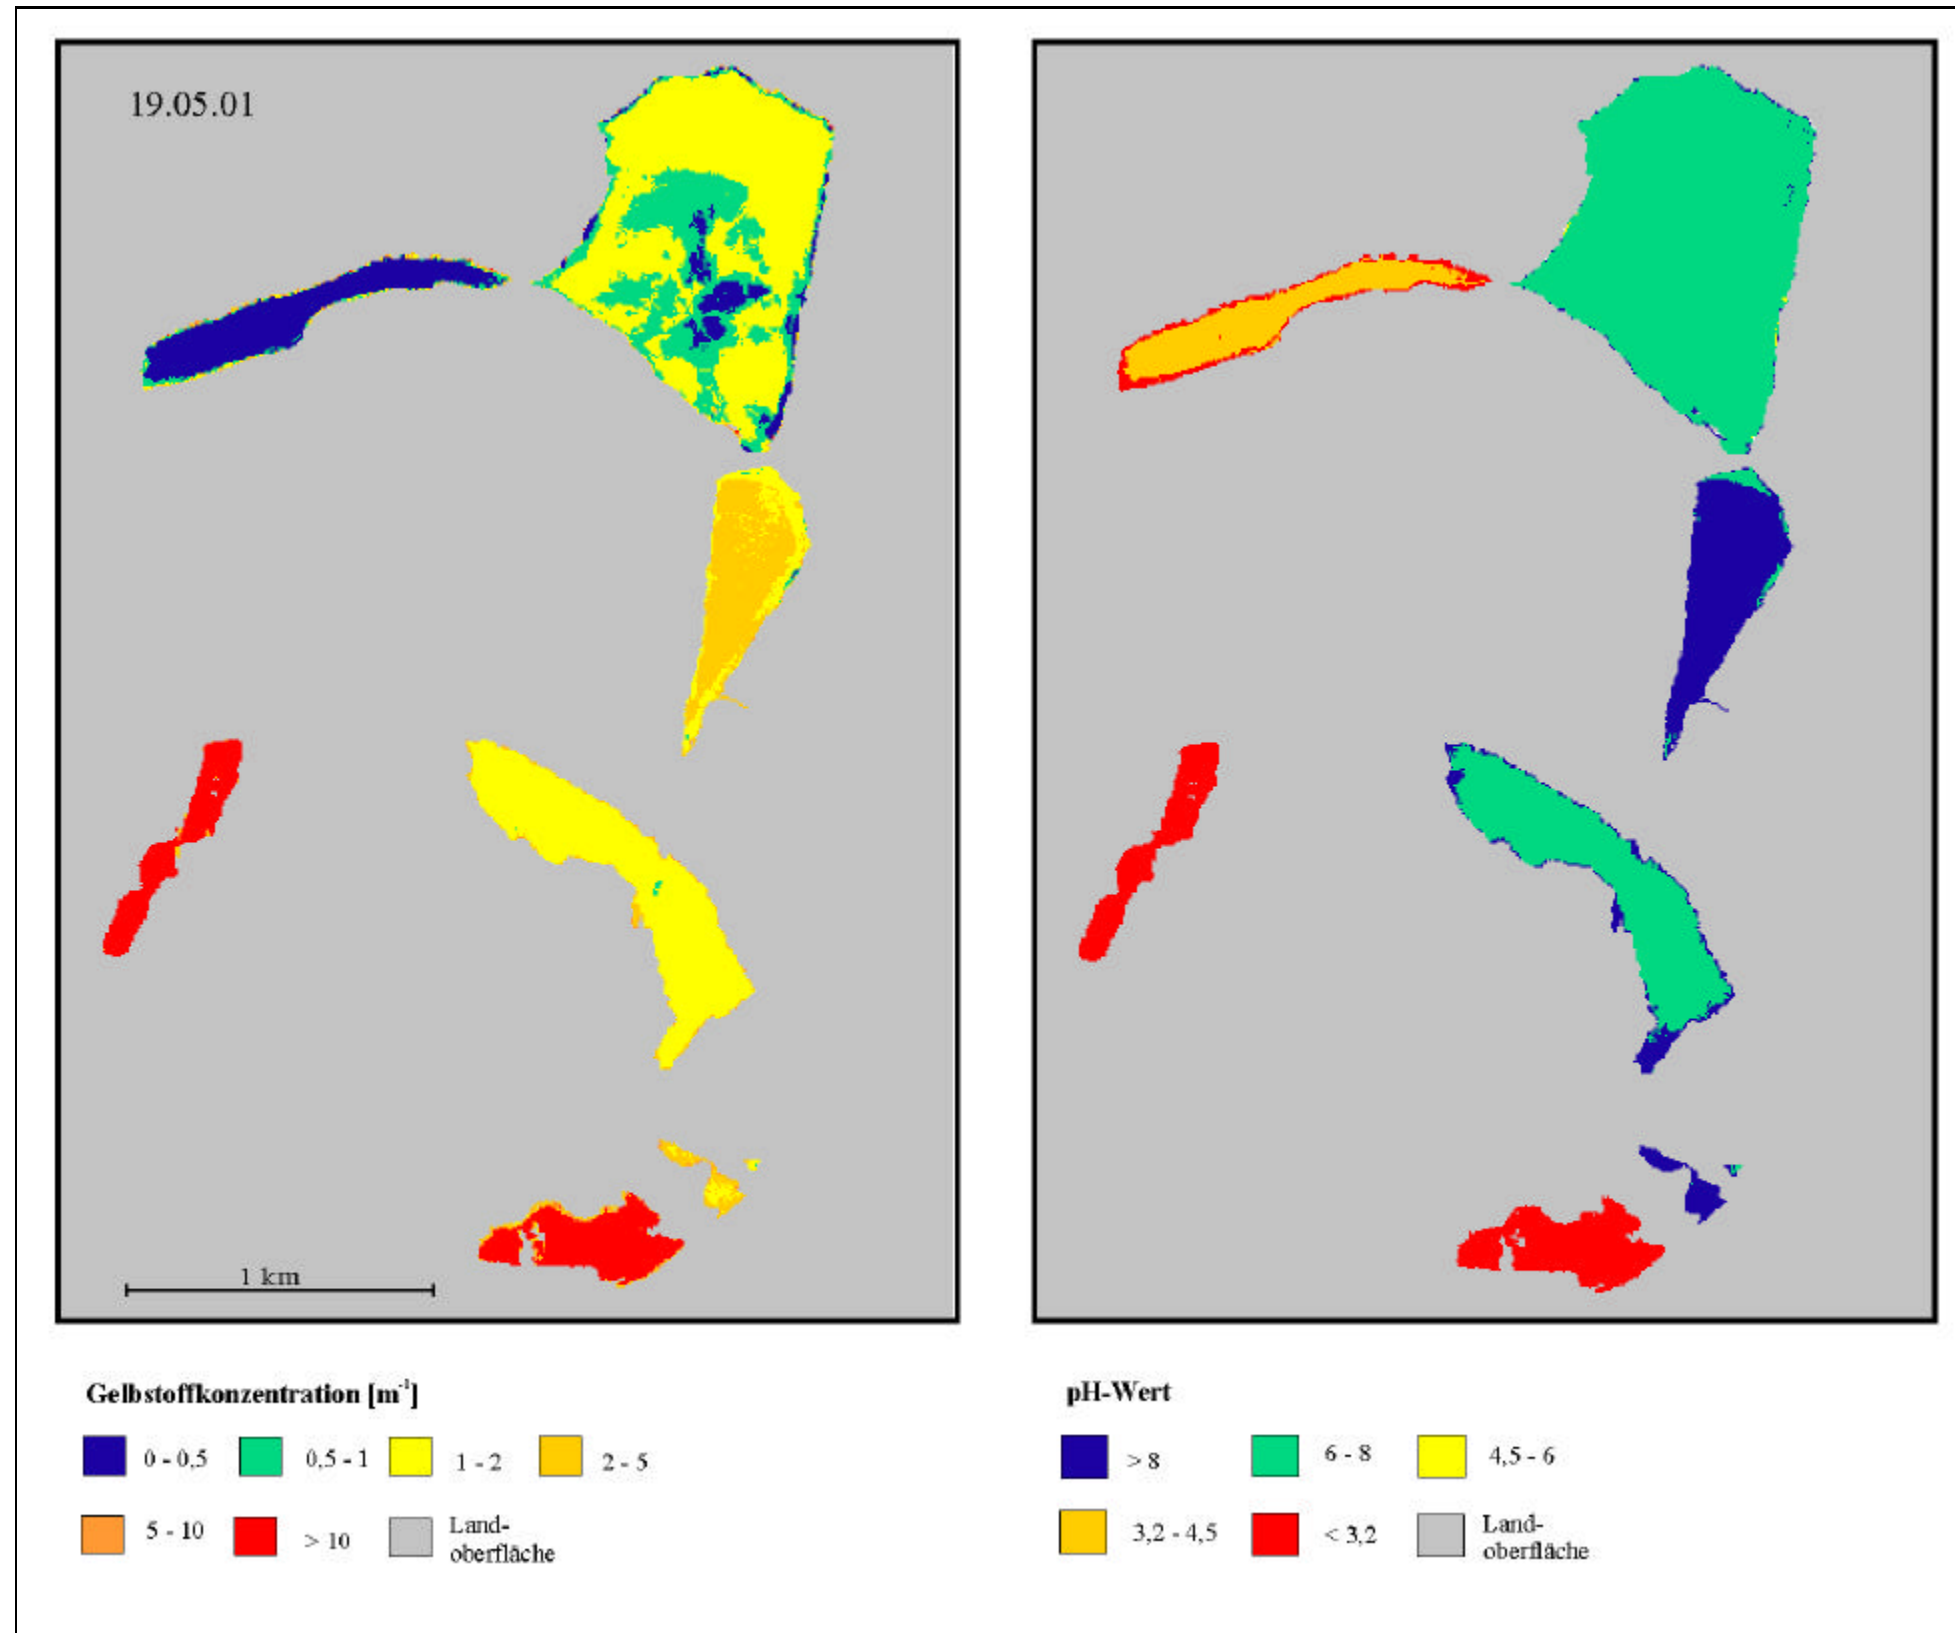 19.05.01
1 km
Gelbstoffkonzentration [m⁻¹]
0 - 0,5
0,5 - 1
1 - 2
2 - 5
5 - 10
> 10
Land-
oberfläche
pH-Wert
> 8
6 - 8
4,5 - 6
3,2 - 4,5
< 3,2
Land-
oberfläche